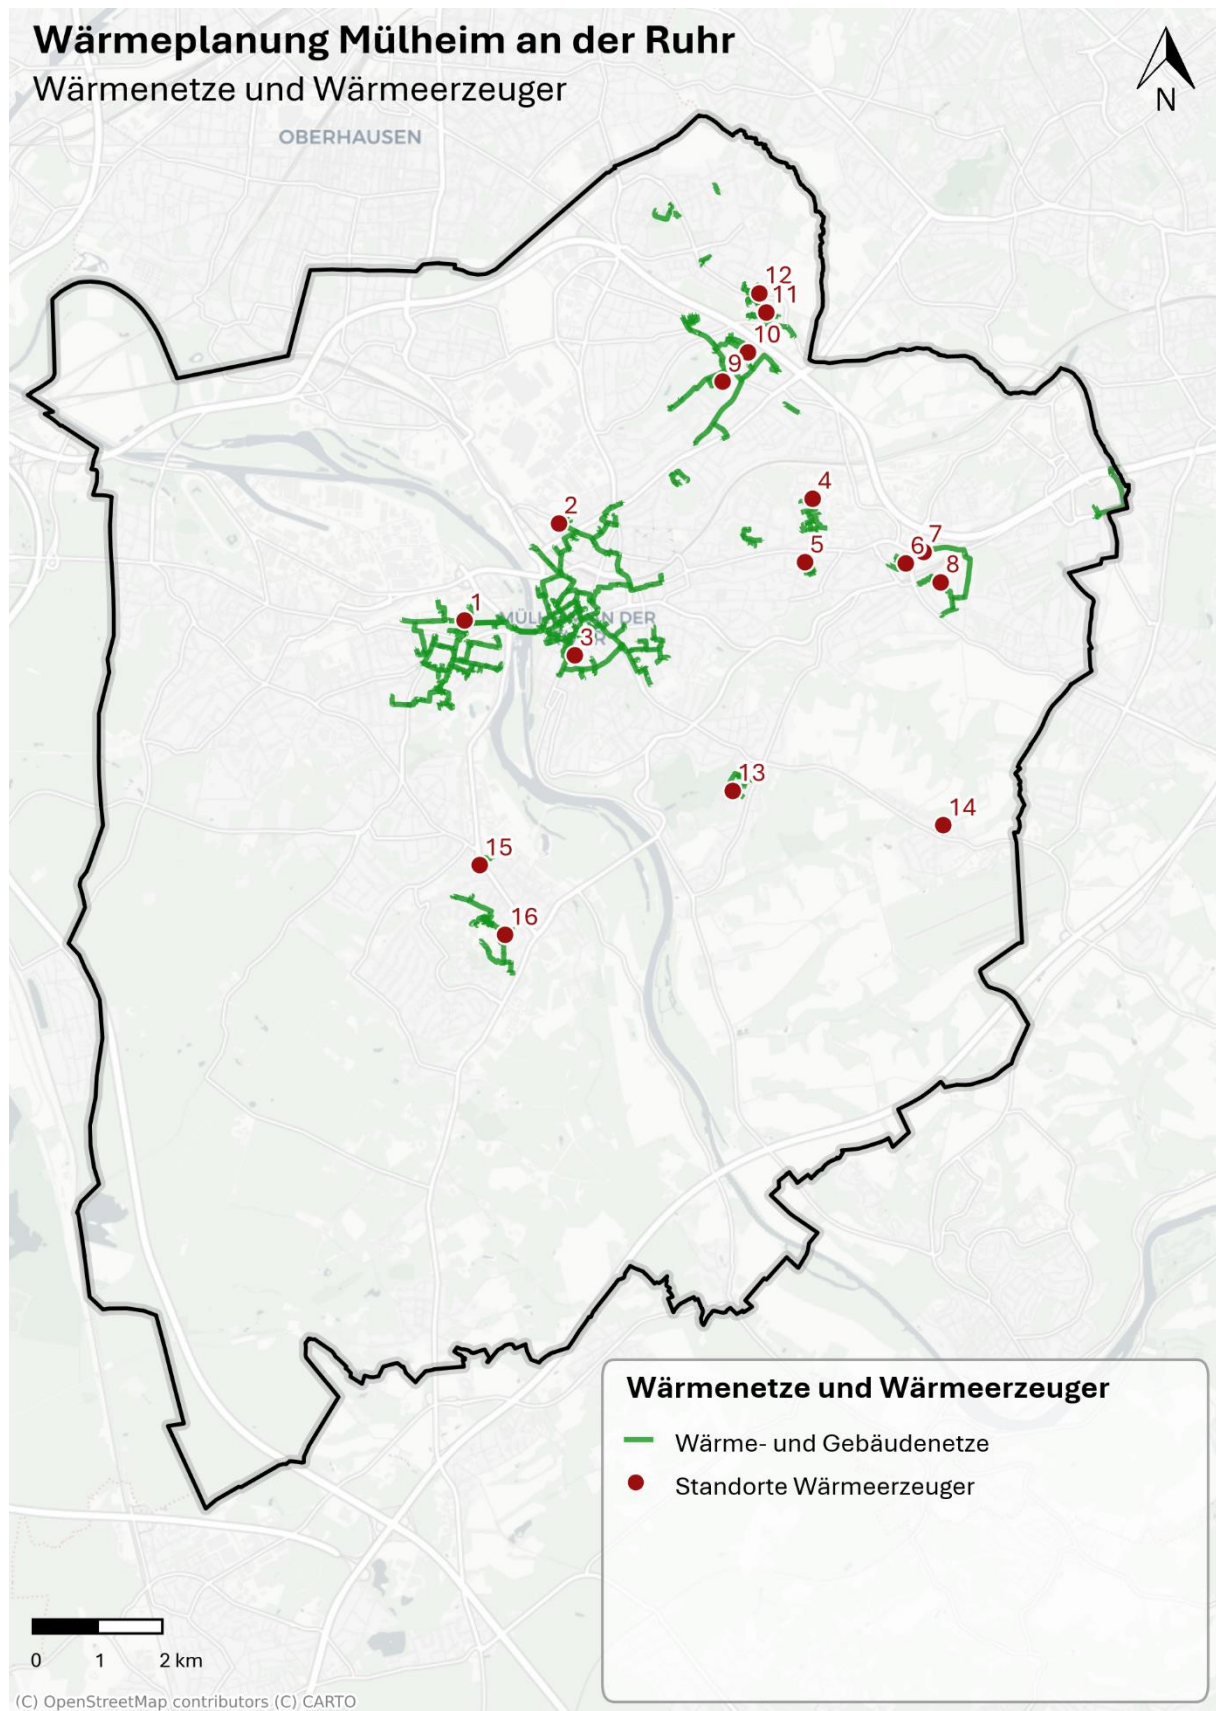 Wärmeplanung Mülheim an der Ruhr
Wärmenetze und Wärmeerzeuger
N
OBERHAUSEN
12
11
10
9
4
2
5
7
6
8
1
3
13
14
15
16
Wärmenetze und Wärmeerzeuger
Wärme- und Gebäudenetze
Standorte Wärmeerzeuger
0 1 2 km
(C) OpenStreetMap contributors (C) CARTO